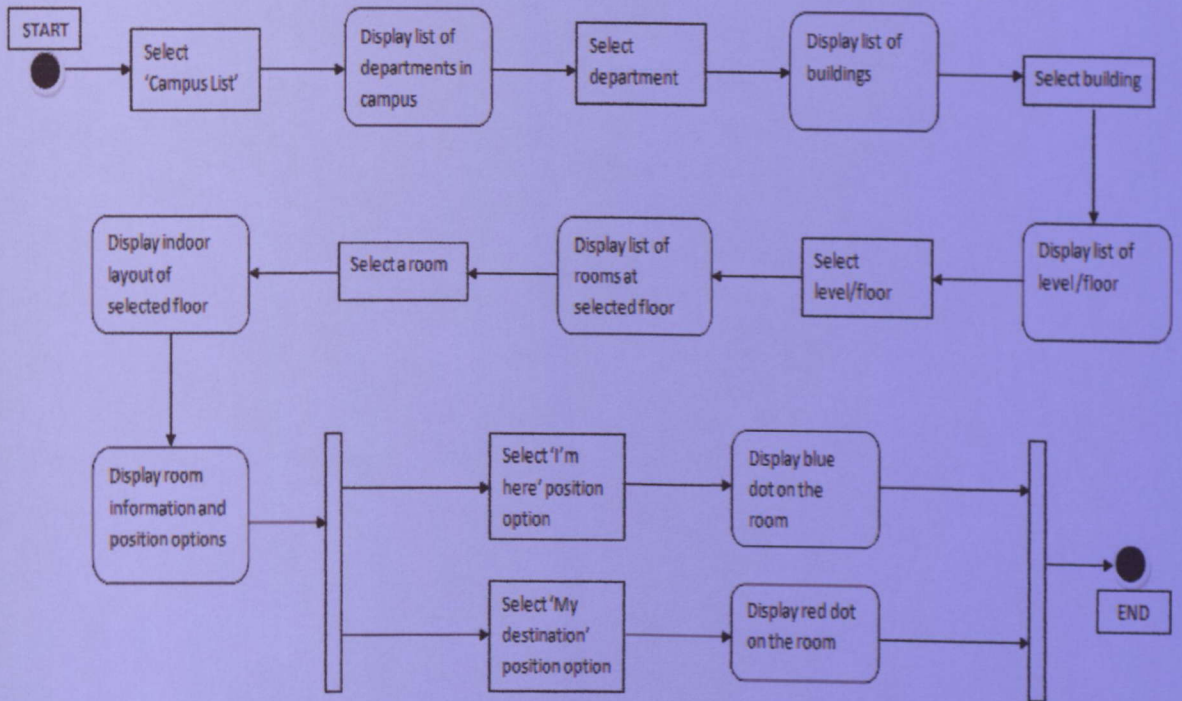 START
Select
‘Campus List’
Display list of
departments in
campus
Select
department
Display list of
buildings
Select building
Display list of
level/floor
Select
level/floor
Display list of
rooms at
selected floor
Select a room
Display indoor
layout of
selected floor
Display room
information and
position options
Select ‘I’m
here’ position
option
Display blue
dot on the
room
Select ‘My
destination’
position option
Display red dot
on the room
END